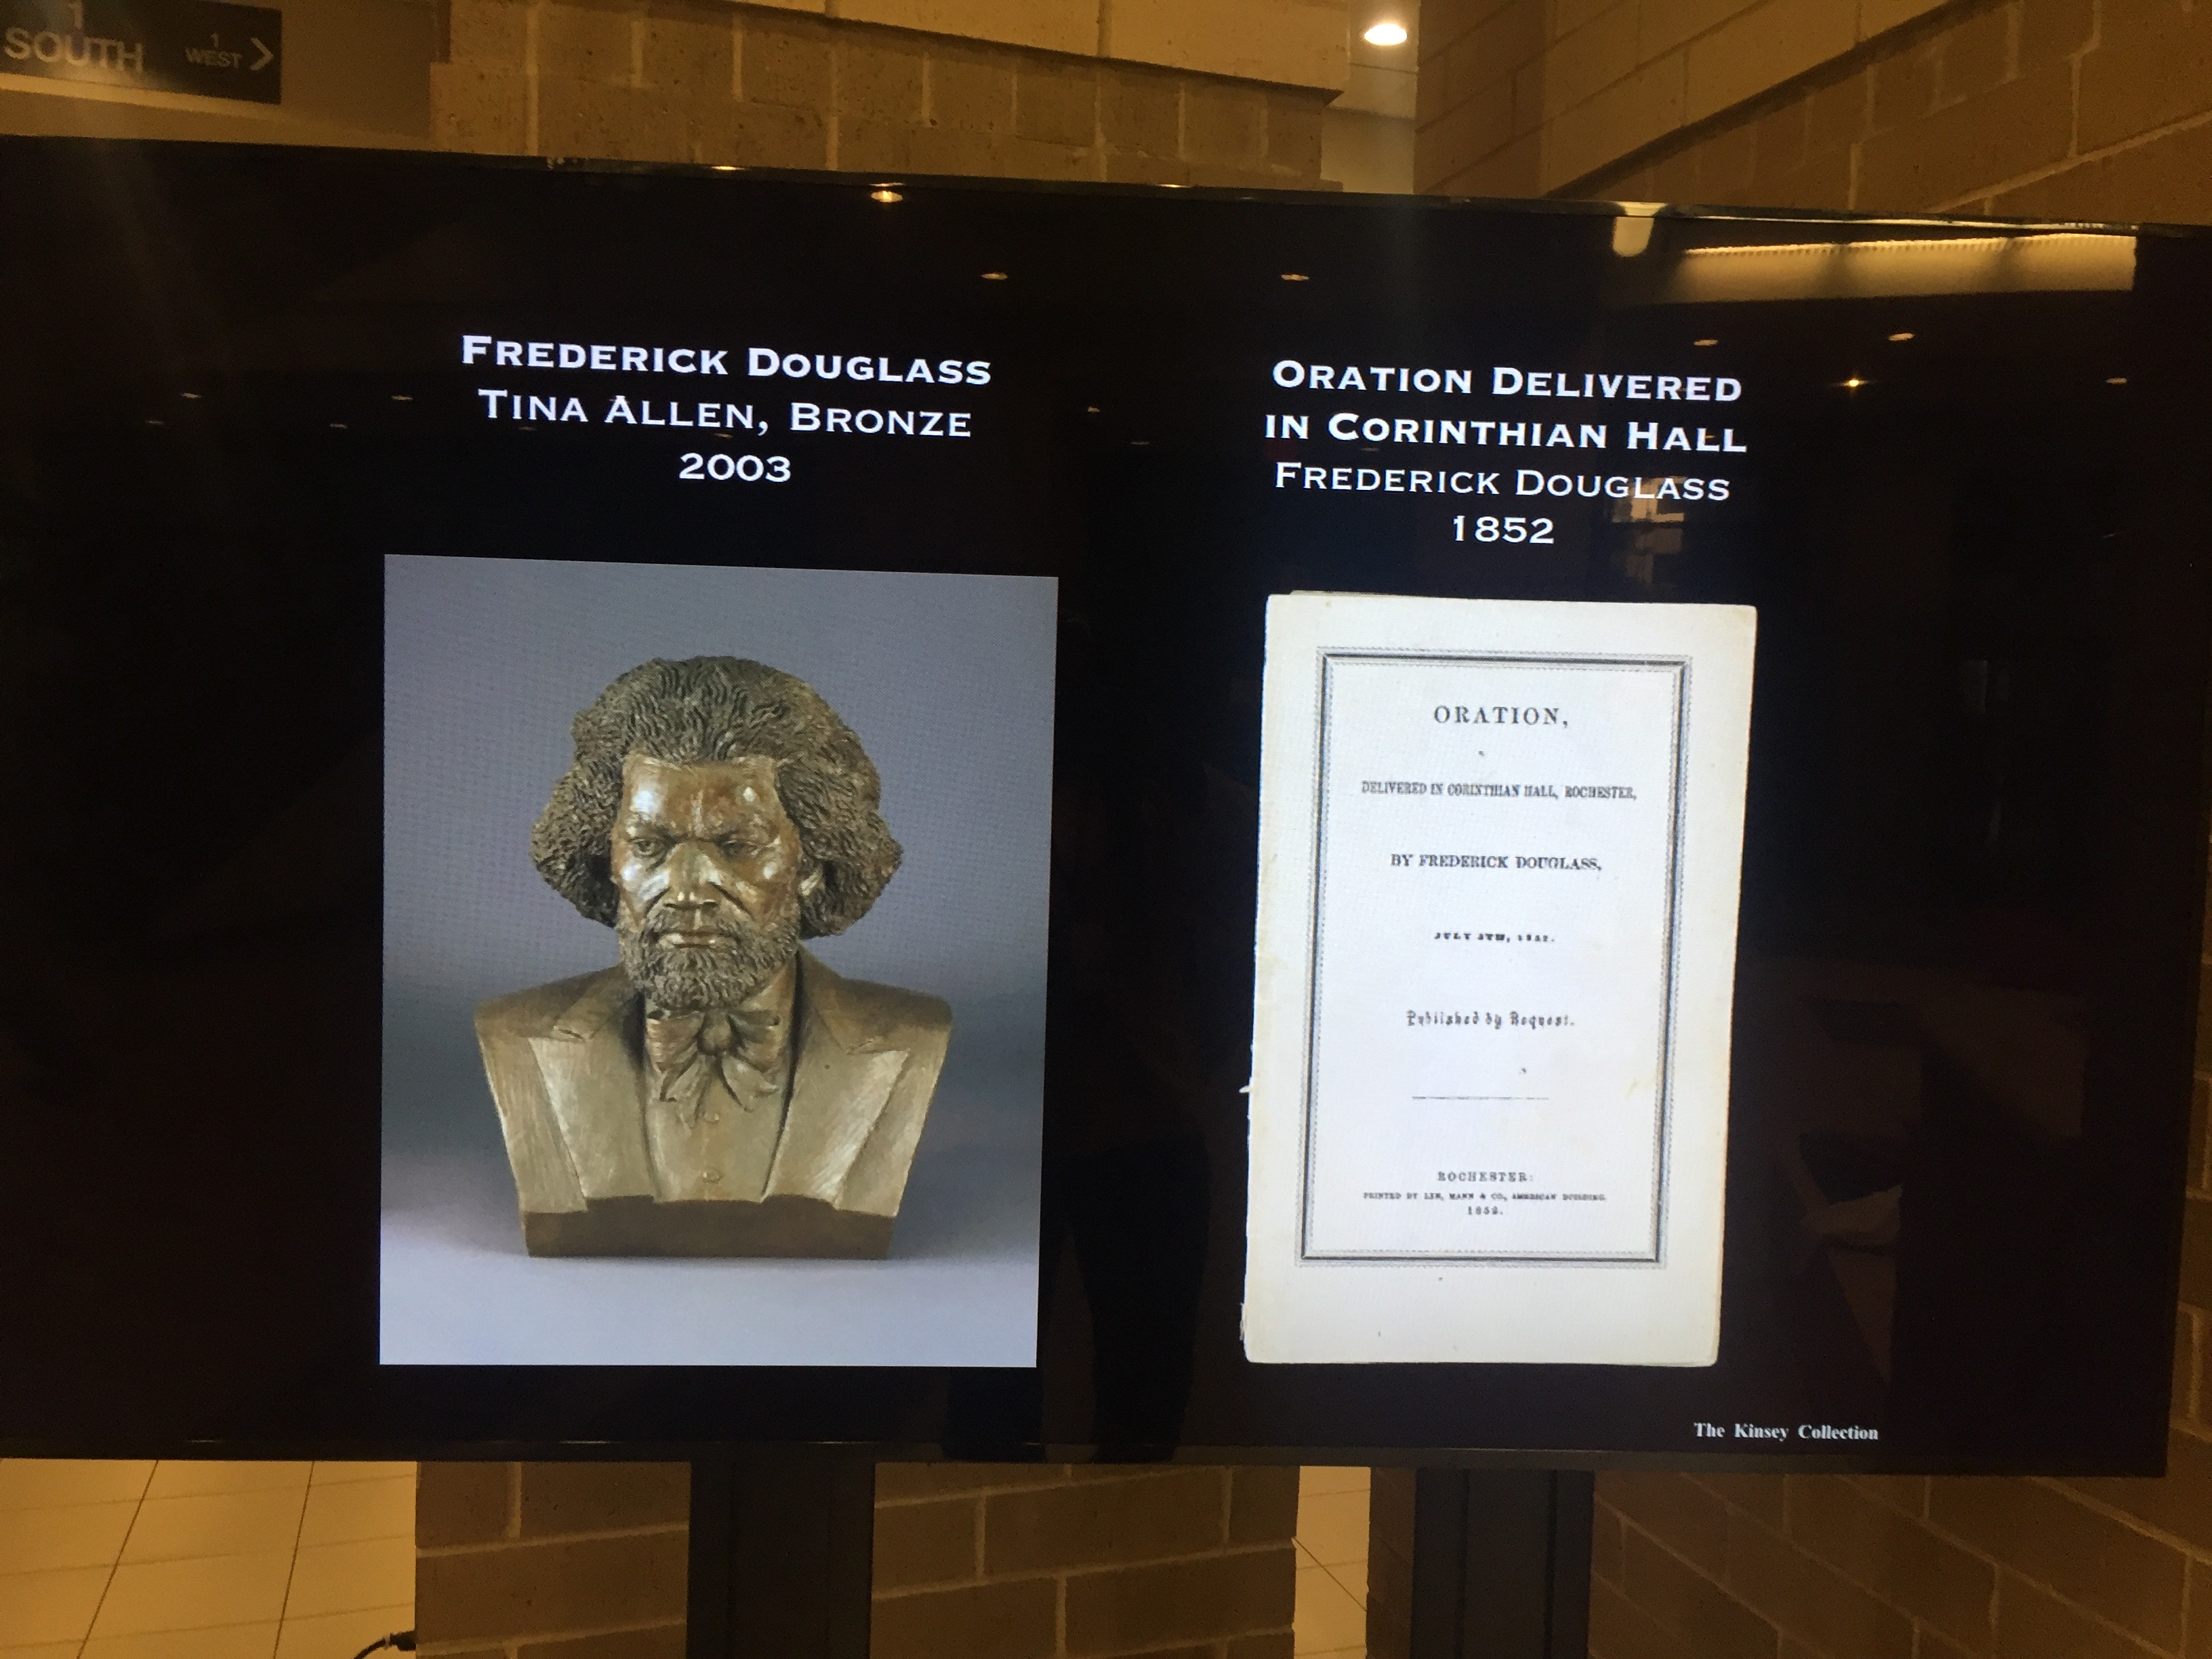 1
SOUTH
1
WEST
FREDERICK DOUGLASS
TINA ALLEN, BRONZE
2003
ORATION DELIVERED
IN CORINTHIAN HALL
FREDERICK DOUGLASS
1852
ORATION,
DELIVERED IN CORINTHIAN HALL, ROCHESTER,
BY FREDERICK DOUGLASS,
JULY 5TH, 1852.
Published by Request.
ROCHESTER:
PRINTED BY LEE, MANN & CO., AMERICAN BUILDING.
1852.
The Kinsey Collection